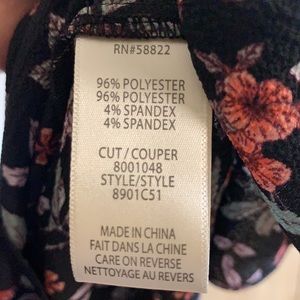 RN#58822
96% POLYESTER
96% POLYESTER
4% SPANDEX
4% SPANDEX
CUT / COUPER
8001048
STYLE/STYLE
8901C51
MADE IN CHINA
FAIT DANS LA CHINE
CARE ON REVERSE
NETTOYAGE AU REVERS